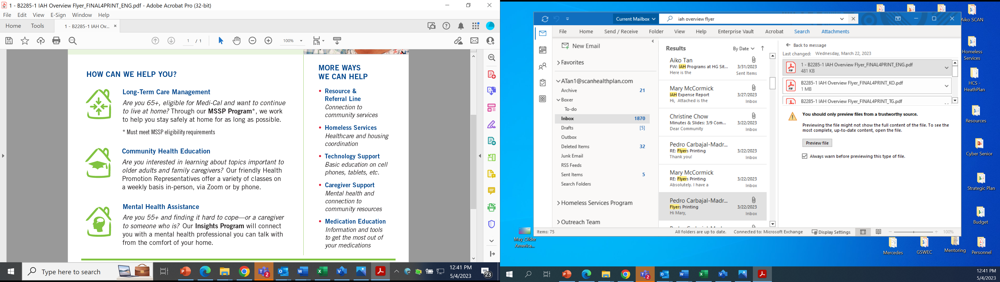 1 - B2285-1 IAH Overview Flyer_FINAL4PRINT_ENG.pdf - Adobe Acrobat Pro (32-bit)
File Edit View E-Sign Window Help
Home Tools 1 - B2285-1 IAH Ov... ×
1 / 1 100%
HOW CAN WE HELP YOU?
Long-Term Care Management
Are you 65+, eligible for Medi-Cal and want to continue
to live at home? Through our MSSP Program*, we work
to help you stay safely at home for as long as possible.
* Must meet MSSP eligibility requirements
Community Health Education
Are you interested in learning about topics important to
older adults and family caregivers? Our friendly Health
Promotion Representatives offer a variety of classes on
a weekly basis in-person, via Zoom or by phone.
Mental Health Assistance
Are you 55+ and finding it hard to cope—or a caregiver
to someone who is? Our Insights Program will connect
you with a mental health professional you can talk with
from the comfort of your home.
MORE WAYS
WE CAN HELP
• Resource &
Referral Line
Connection to
community services
• Homeless Services
Healthcare and housing
coordination
• Technology Support
Basic education on cell
phones, tablets, etc.
• Caregiver Support
Mental health and
connection to
community resources
• Medication Education
Information and tools
to get the most out of
your medications
Type here to search
2
12:41 PM
5/4/2023
23
Current Mailbox iah overview flyer
File Home Send / Receive Folder View Help Enterprise Vault Acrobat Search Attachments
New Email
Favorites
ATan1@scanhealthplan.com
Archive 21
Boxer
To-do
Inbox 1870
Drafts [5]
Outbox
Deleted Items 32
Junk Email
RSS Feeds
Sent Items 5
Search Folders
Homeless Services Program
Outreach Team
Results By Date
Aiko Tan
FW: IAH Programs at HG Sit... 3/31/2023
Here is the Sent Items
Mary McCormick
IAH Expense Report 3/27/2023
Hi, Attached is the Inbox
Christine Chow
Minutes & Slides: 3/9 Com... 3/22/2023
Dear Community Inbox
Pedro Carbajal-Madr...
RE: Flyers Printing 3/22/2023
Thank you! Inbox
Mary McCormick
RE: Flyers Printing 3/22/2023
Absolutely. I have a Inbox
Pedro Carbajal-Madr...
Flyers Printing 3/22/2023
Hi Mary, Inbox
Back to message
Last changed: Wednesday, March 22, 2023
1 - B2285-1 IAH Overview Flyer_FINAL4PRINT_ENG.pdf
481 KB
B2285-1 IAH Overview Flyer_FINAL4PRINT_KO.pdf
1 MB
B2285-1 IAH Overview Flyer_FINAL4PRINT_TG.pdf
You should only preview files from a trustworthy source.
Previewing the file might not show the full content of the file. To see the
most complete, up-to-date content, open the file.
Preview file
Always warn before previewing this type of file.
Items: 75 All folders are up to date. Connected to: Microsoft Exchange Display Settings 100%
Aiko SCAN
Homeless
Services
HCS -
HeathPlan
Resources
Cyber Senior
Strategic Plan
Budget
May_Older
America...
Mercedes GSWEC Mentoring Personnel
2
12:41 PM
5/4/2023